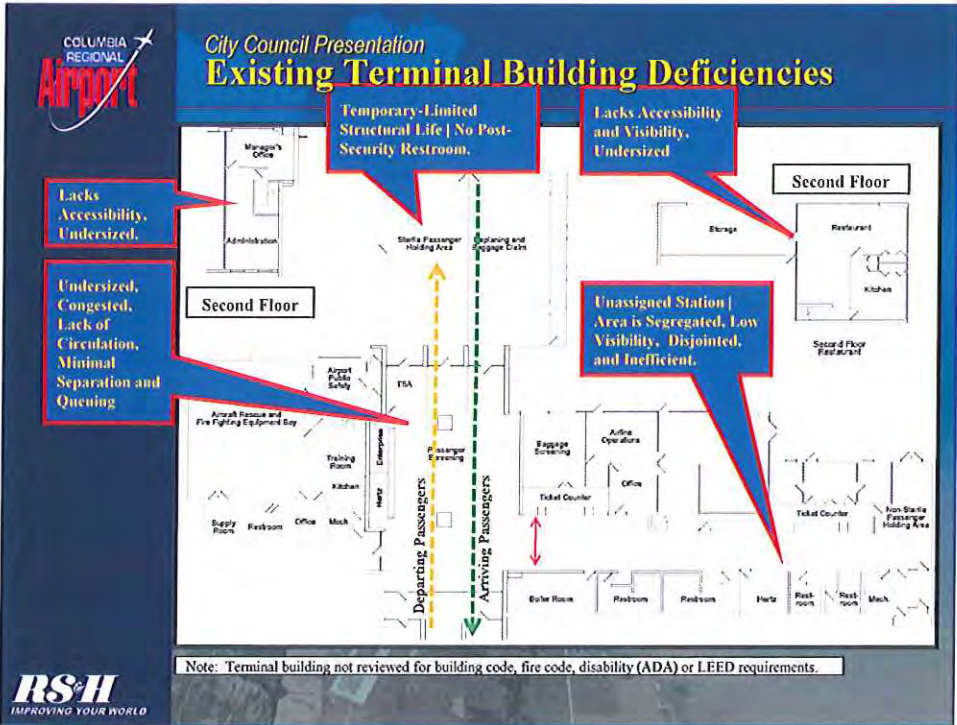 COLUMBIA
REGIONAL
Airport
City Council Presentation
Existing Terminal Building Deficiencies
Temporary-Limited
Structural Life | No Post-
Security Restroom.
Lacks Accessibility
and Visibility,
Undersized
Lacks
Accessibility,
Undersized.
Manager's
Office
Administration
Second Floor
Second Floor
Storage
Restaurant
Kitchen
Second Floor
Restaurant
Sterile Passenger
Holding Area
Deplaning and
Baggage Claim
Undersized,
Congested,
Lack of
Circulation,
Minimal
Separation and
Queuing
Unassigned Station |
Area is Segregated, Low
Visibility, Disjointed,
and Inefficient.
Airport
Public
Safety
TSA
Aircraft Rescue and
Fire Fighting Equipment Bay
Training
Room
Kitchen
Enterprise
Hertz
Passenger
Screening
Supply
Room
Restroom
Office
Mech.
Departing Passengers
Arriving Passengers
Baggage
Screening
Airline
Operations
Office
Ticket Counter
Ticket Counter
Non-Sterile
Passenger
Holding Area
Boiler Room
Restroom
Restroom
Hertz
Rest-
room
Rest-
room
Mech.
Note: Terminal building not reviewed for building code, fire code, disability (ADA) or LEED requirements.
RS&H
IMPROVING YOUR WORLD